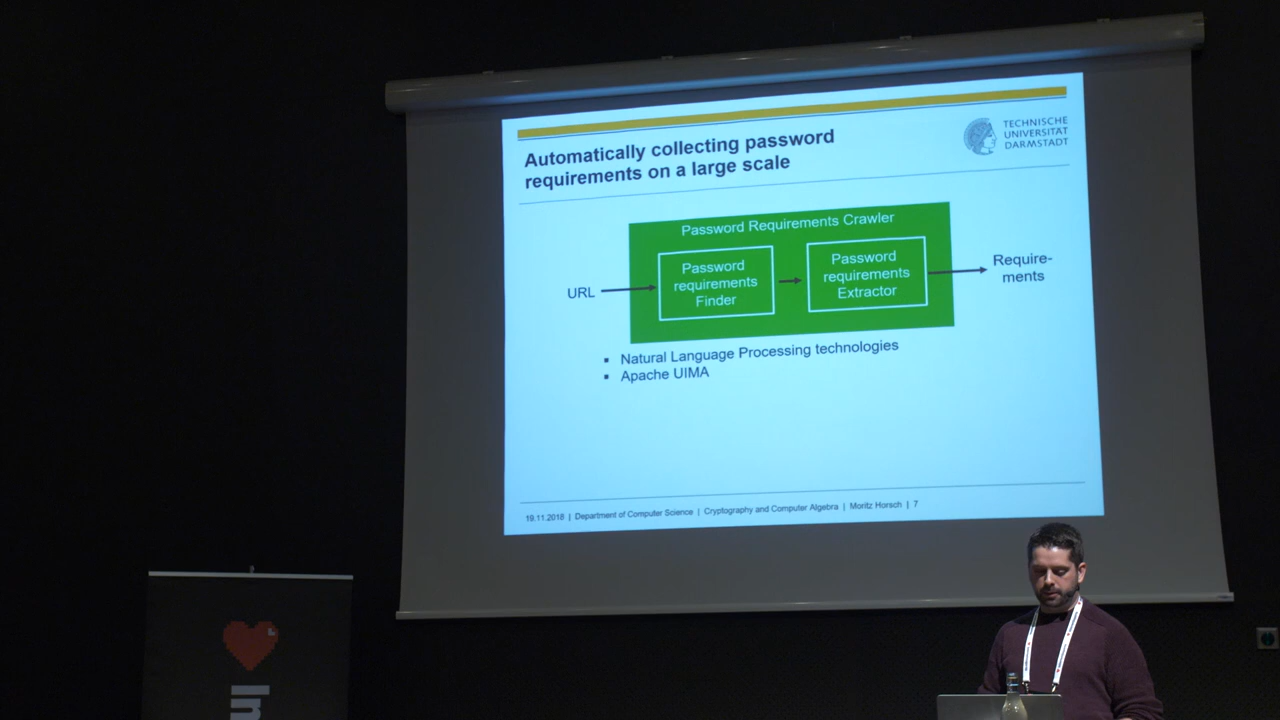 Automatically collecting password
requirements on a large scale
TECHNISCHE
UNIVERSITÄT
DARMSTADT
Password Requirements Crawler
URL
Password
requirements
Finder
Password
requirements
Extractor
Require-
ments
▪ Natural Language Processing technologies
▪ Apache UIMA
19.11.2018 | Department of Computer Science | Cryptography and Computer Algebra | Moritz Horsch | 7
In